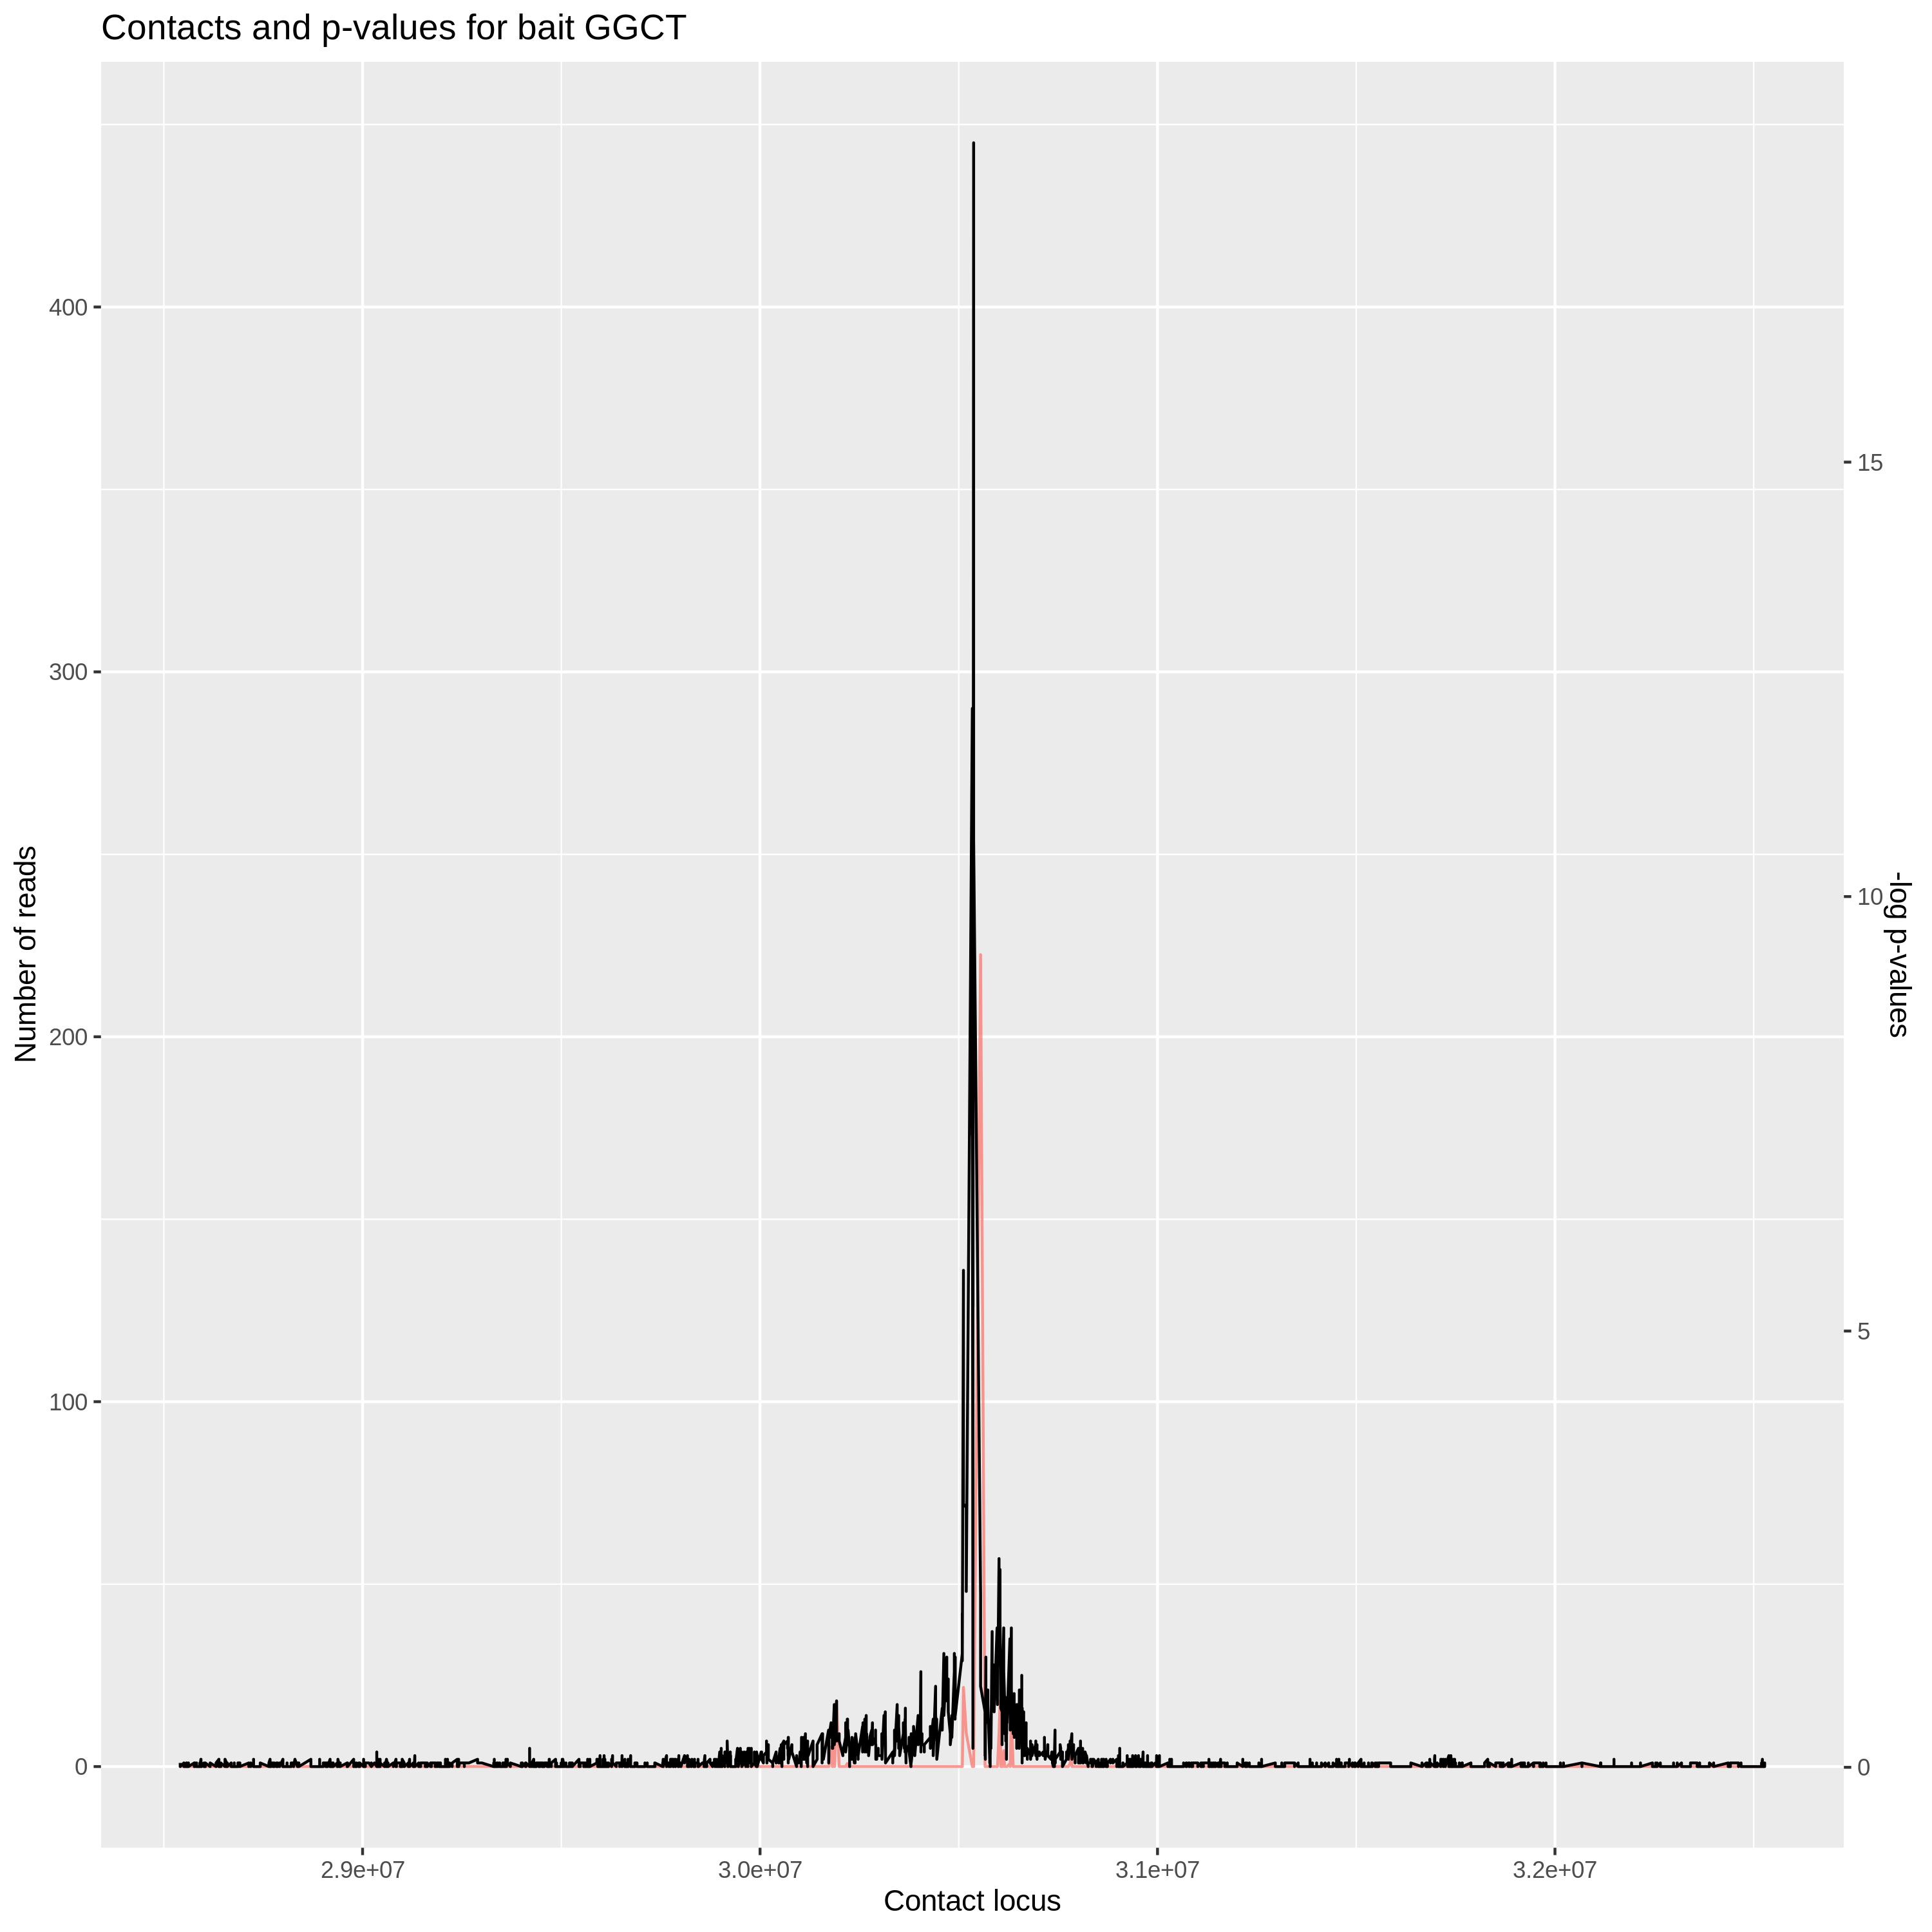 Contacts and p-values for bait GGCT
400
300
200
100
0
Number of reads
15
10
5
0
-log p-values
2.9e+07
3.0e+07
3.1e+07
3.2e+07
Contact locus